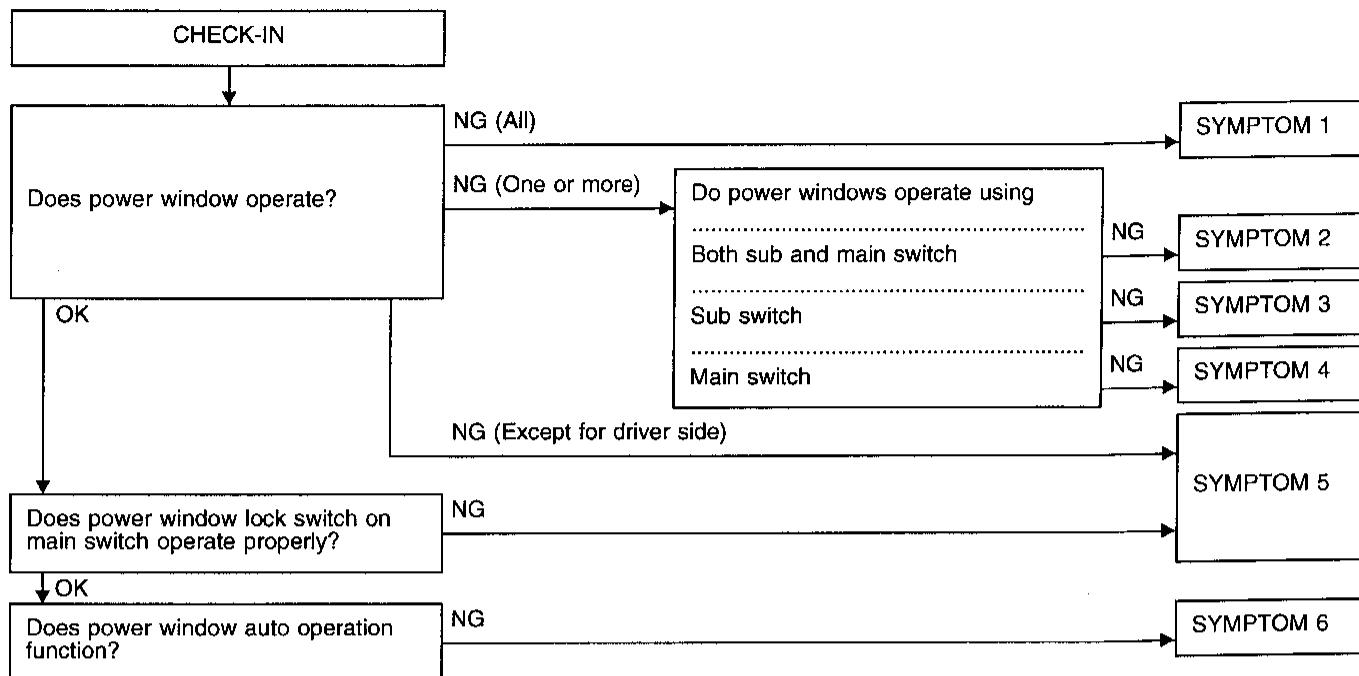 CHECK-IN
NG (All)
SYMPTOM 1
Does power window operate?
NG (One or more)
Do power windows operate using
Both sub and main switch
NG
SYMPTOM 2
Sub switch
NG
SYMPTOM 3
Main switch
NG
SYMPTOM 4
OK
NG (Except for driver side)
SYMPTOM 5
Does power window lock switch on
main switch operate properly?
NG
OK
Does power window auto operation
function?
NG
SYMPTOM 6